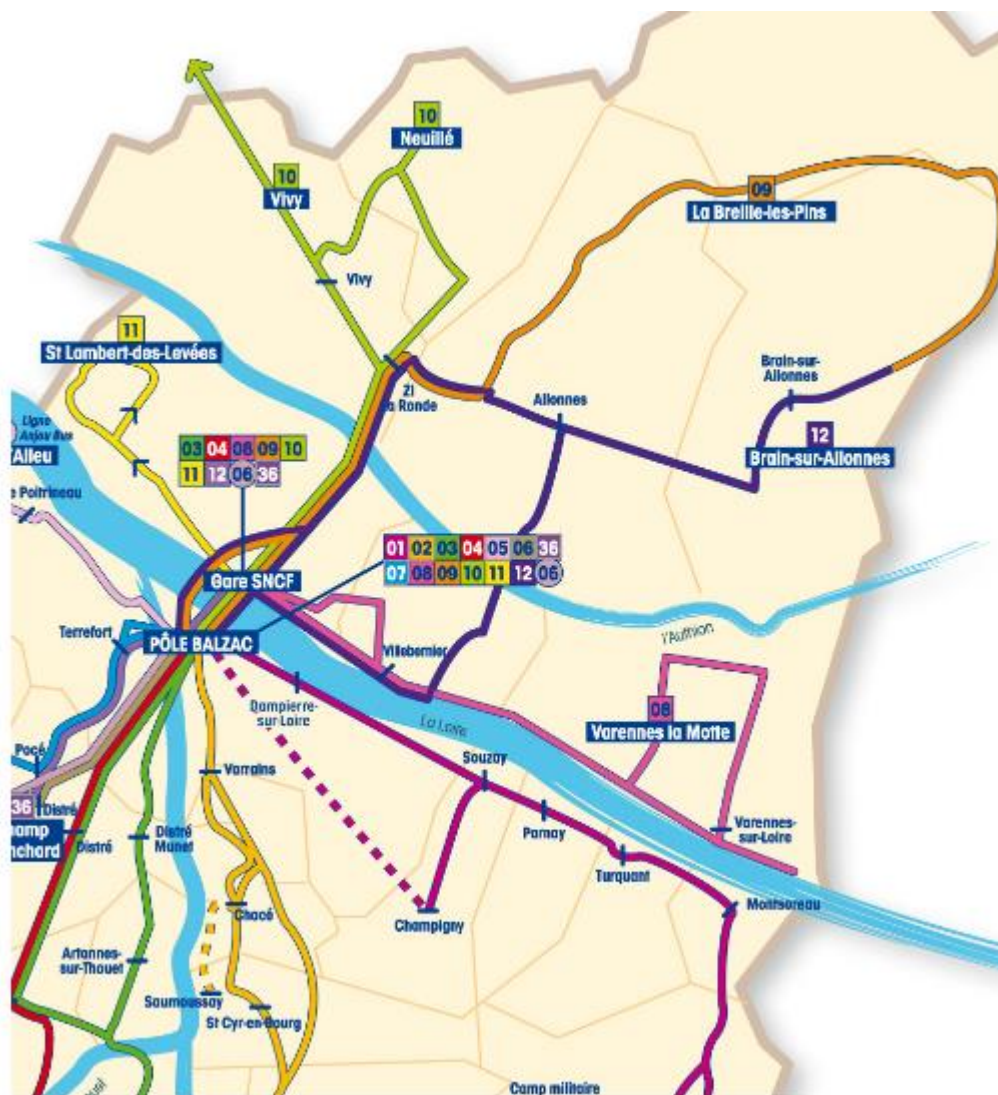 10
Neuillé
10
Vivy
09
La Breille-les-Pins
Vivy
11
St Lambert-des-Levées
Brain-sur-
Allonnes
ZI
La Ronde
Allonnes
12
Brain-sur-Allonnes
Ligne
Anjou Bus
'Alleu
03 04 08 09 10
11 12 06 36
e Poitrineau
01 02 03 04 05 06 36
07 08 09 10 11 12 06
Gare SNCF
Terrefort
PÔLE BALZAC
l'Authion
Villebernier
Dampierre-
sur-Loire
La Loire
08
Varennes la Motte
Pocé
Souzay
Varrains
36
Distré
amp
nchard
Distré
Distré
Munet
Parnay
Varennes-
sur-Loire
Turquant
Chacé
Champigny
Montsoreau
Artannes-
sur-Thouet
Saumoussay
St Cyr-en-Bourg
Camp militaire